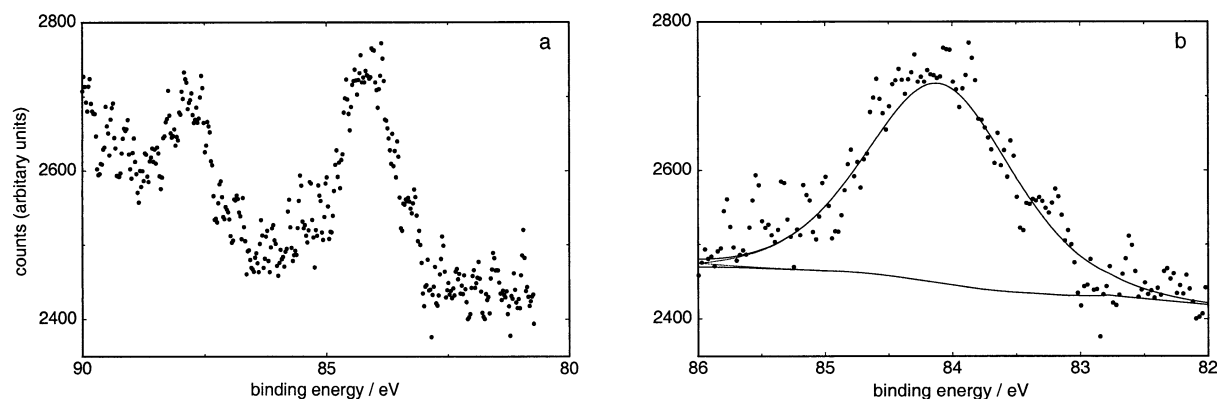 2800
a
counts (arbitary units)
2600
2400
90
85
80
binding energy / eV
2800
b
2600
2400
86
85
84
83
82
binding energy / eV